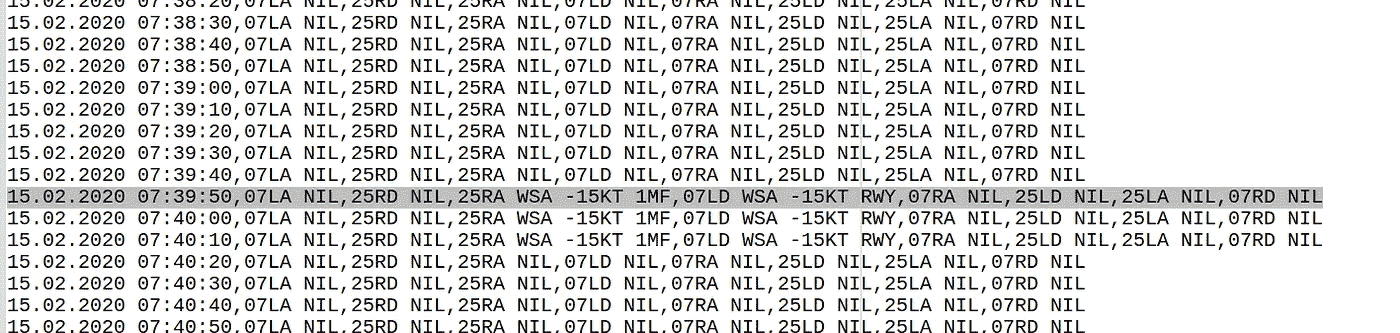 15.02.2020 07:38:20,07LA NIL,25RD NIL,25RA NIL,07LD NIL,07RA NIL,25LD NIL,25LA NIL,07RD NIL
15.02.2020 07:38:30,07LA NIL,25RD NIL,25RA NIL,07LD NIL,07RA NIL,25LD NIL,25LA NIL,07RD NIL
15.02.2020 07:38:40,07LA NIL,25RD NIL,25RA NIL,07LD NIL,07RA NIL,25LD NIL,25LA NIL,07RD NIL
15.02.2020 07:38:50,07LA NIL,25RD NIL,25RA NIL,07LD NIL,07RA NIL,25LD NIL,25LA NIL,07RD NIL
15.02.2020 07:39:00,07LA NIL,25RD NIL,25RA NIL,07LD NIL,07RA NIL,25LD NIL,25LA NIL,07RD NIL
15.02.2020 07:39:10,07LA NIL,25RD NIL,25RA NIL,07LD NIL,07RA NIL,25LD NIL,25LA NIL,07RD NIL
15.02.2020 07:39:20,07LA NIL,25RD NIL,25RA NIL,07LD NIL,07RA NIL,25LD NIL,25LA NIL,07RD NIL
15.02.2020 07:39:30,07LA NIL,25RD NIL,25RA NIL,07LD NIL,07RA NIL,25LD NIL,25LA NIL,07RD NIL
15.02.2020 07:39:40,07LA NIL,25RD NIL,25RA NIL,07LD NIL,07RA NIL,25LD NIL,25LA NIL,07RD NIL
15.02.2020 07:39:50,07LA NIL,25RD NIL,25RA WSA -15KT 1MF,07LD WSA -15KT RWY,07RA NIL,25LD NIL,25LA NIL,07RD NIL
15.02.2020 07:40:00,07LA NIL,25RD NIL,25RA WSA -15KT 1MF,07LD WSA -15KT RWY,07RA NIL,25LD NIL,25LA NIL,07RD NIL
15.02.2020 07:40:10,07LA NIL,25RD NIL,25RA WSA -15KT 1MF,07LD WSA -15KT RWY,07RA NIL,25LD NIL,25LA NIL,07RD NIL
15.02.2020 07:40:20,07LA NIL,25RD NIL,25RA NIL,07LD NIL,07RA NIL,25LD NIL,25LA NIL,07RD NIL
15.02.2020 07:40:30,07LA NIL,25RD NIL,25RA NIL,07LD NIL,07RA NIL,25LD NIL,25LA NIL,07RD NIL
15.02.2020 07:40:40,07LA NIL,25RD NIL,25RA NIL,07LD NIL,07RA NIL,25LD NIL,25LA NIL,07RD NIL
15.02.2020 07:40:50,07LA NIL,25RD NIL,25RA NIL,07LD NIL,07RA NIL,25LD NIL,25LA NIL,07RD NIL